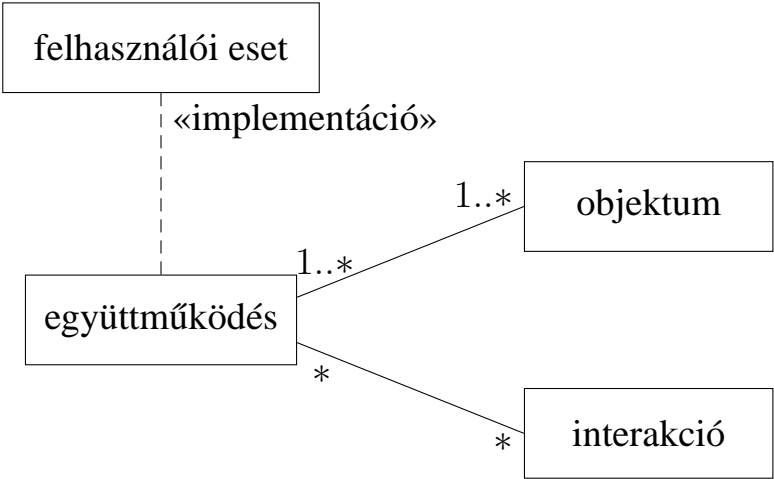 felhasználói eset
«implementáció»
1..*
objektum
1..*
együttműködés
*
*
interakció